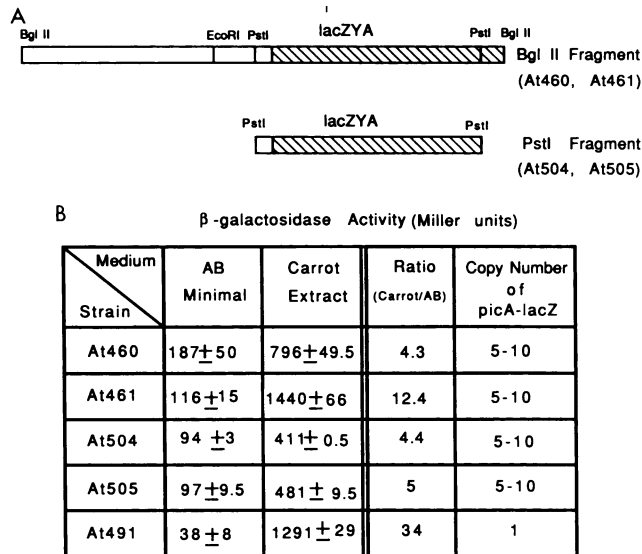 A
lacZYA
Bgl II EcoRI PstI PstI Bgl II
Bgl II Fragment
(At460, At461)
PstI lacZYA PstI
PstI Fragment
(At504, At505)
B
β-galactosidase Activity (Miller units)
Medium
Strain
AB Minimal
Carrot Extract
Ratio (Carrot/AB)
Copy Number of picA-lacZ
At460 187±50 796±49.5 4.3 5-10
At461 116±15 1440±66 12.4 5-10
At504 94 ±3 411± 0.5 4.4 5-10
At505 97±9.5 481± 9.5 5 5-10
At491 38±8 1291±29 34 1